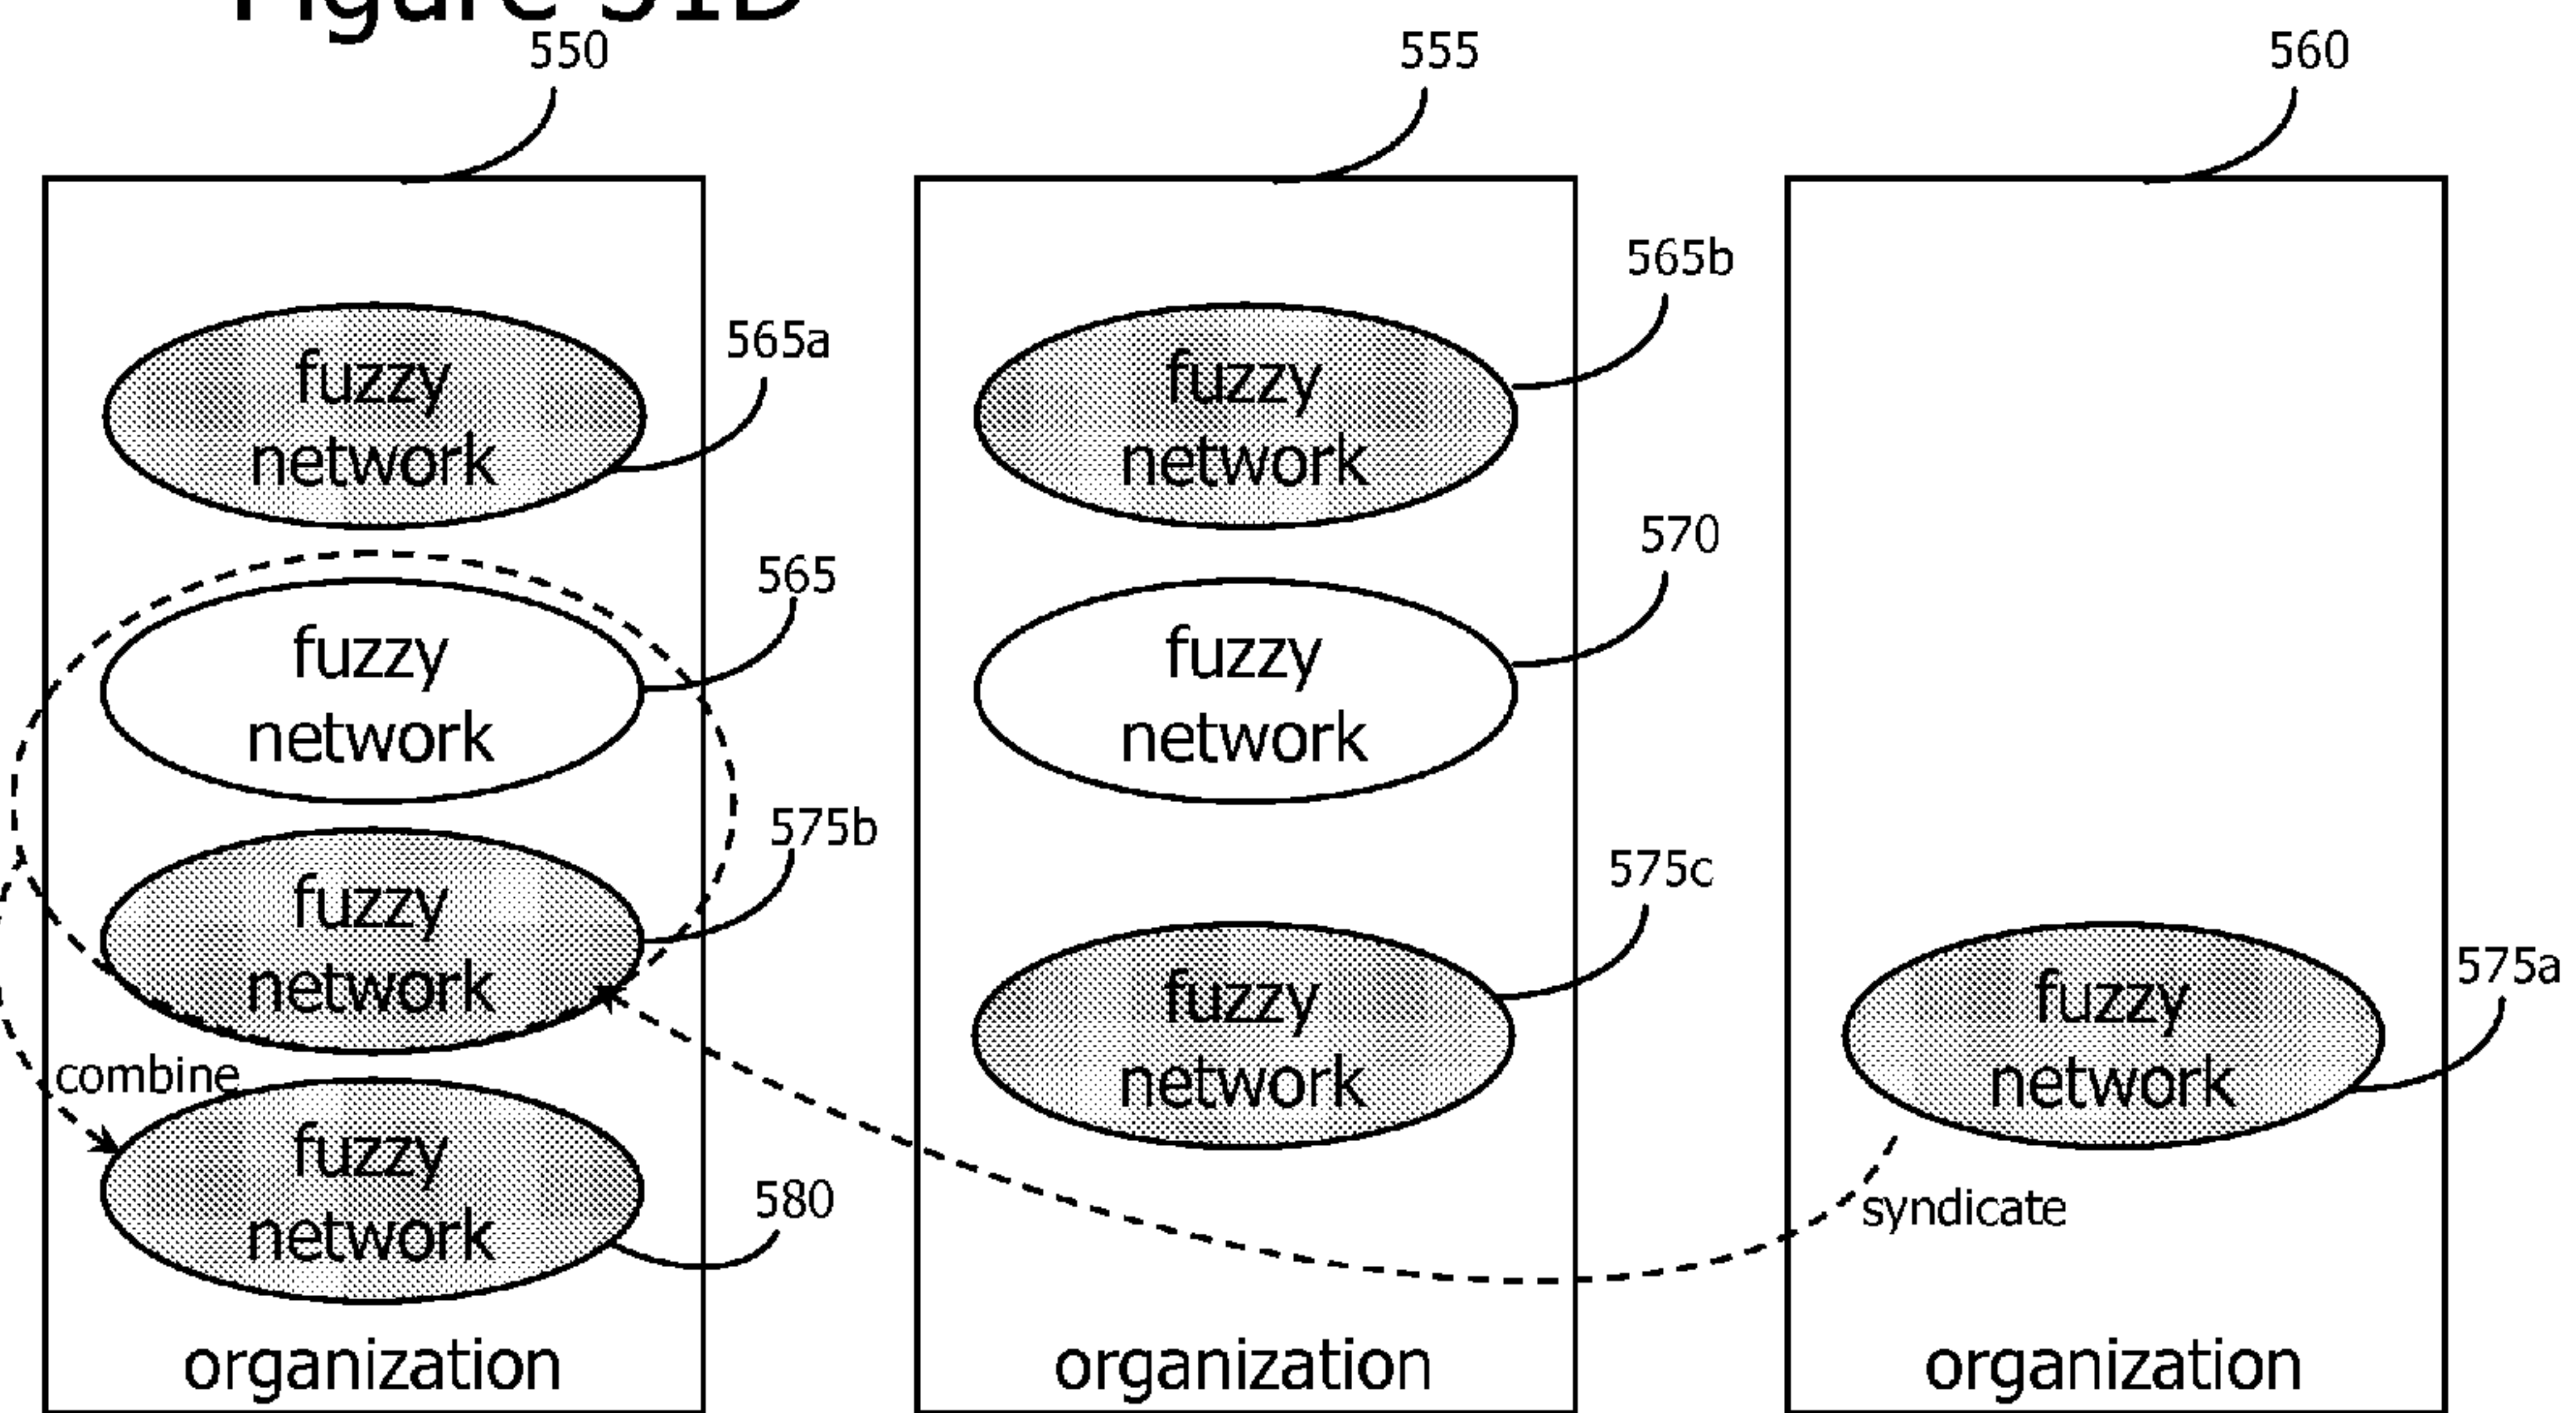 550
555
560
565a
fuzzy
network
565b
fuzzy
network
565
fuzzy
network
570
fuzzy
network
575b
fuzzy
network
575c
fuzzy
network
575a
fuzzy
network
combine
580
fuzzy
network
syndicate
organization
organization
organization